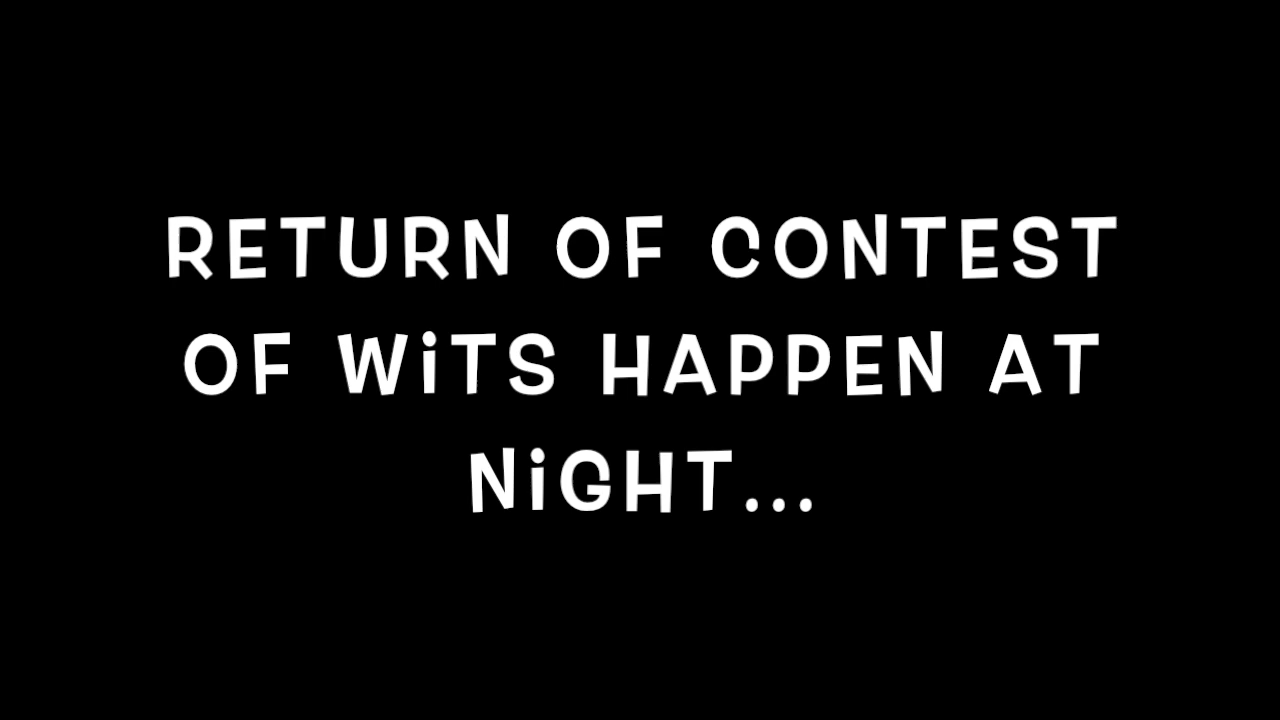 RETURN OF CONTEST
OF WiTS HAPPEN AT
NiGHT...